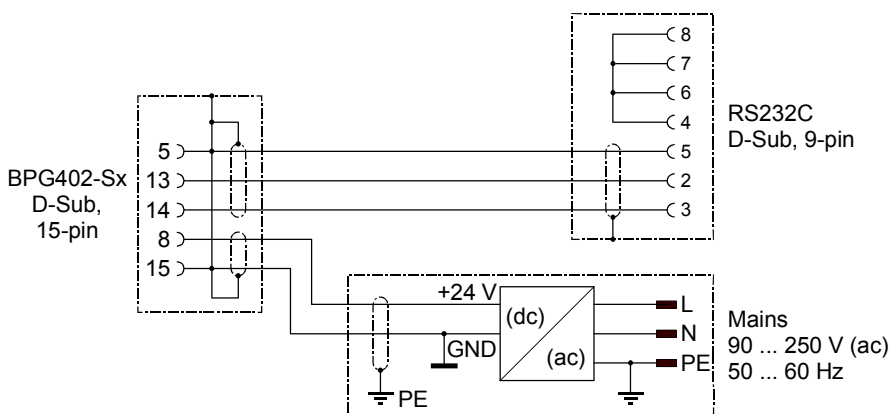 8
7
6
4
5
2
3
RS232C
D-Sub, 9-pin
BPG402-Sx
D-Sub,
15-pin
5
13
14
8
15
+24 V
GND
PE
(dc)
(ac)
L
N
PE
Mains
90 ... 250 V (ac)
50 ... 60 Hz